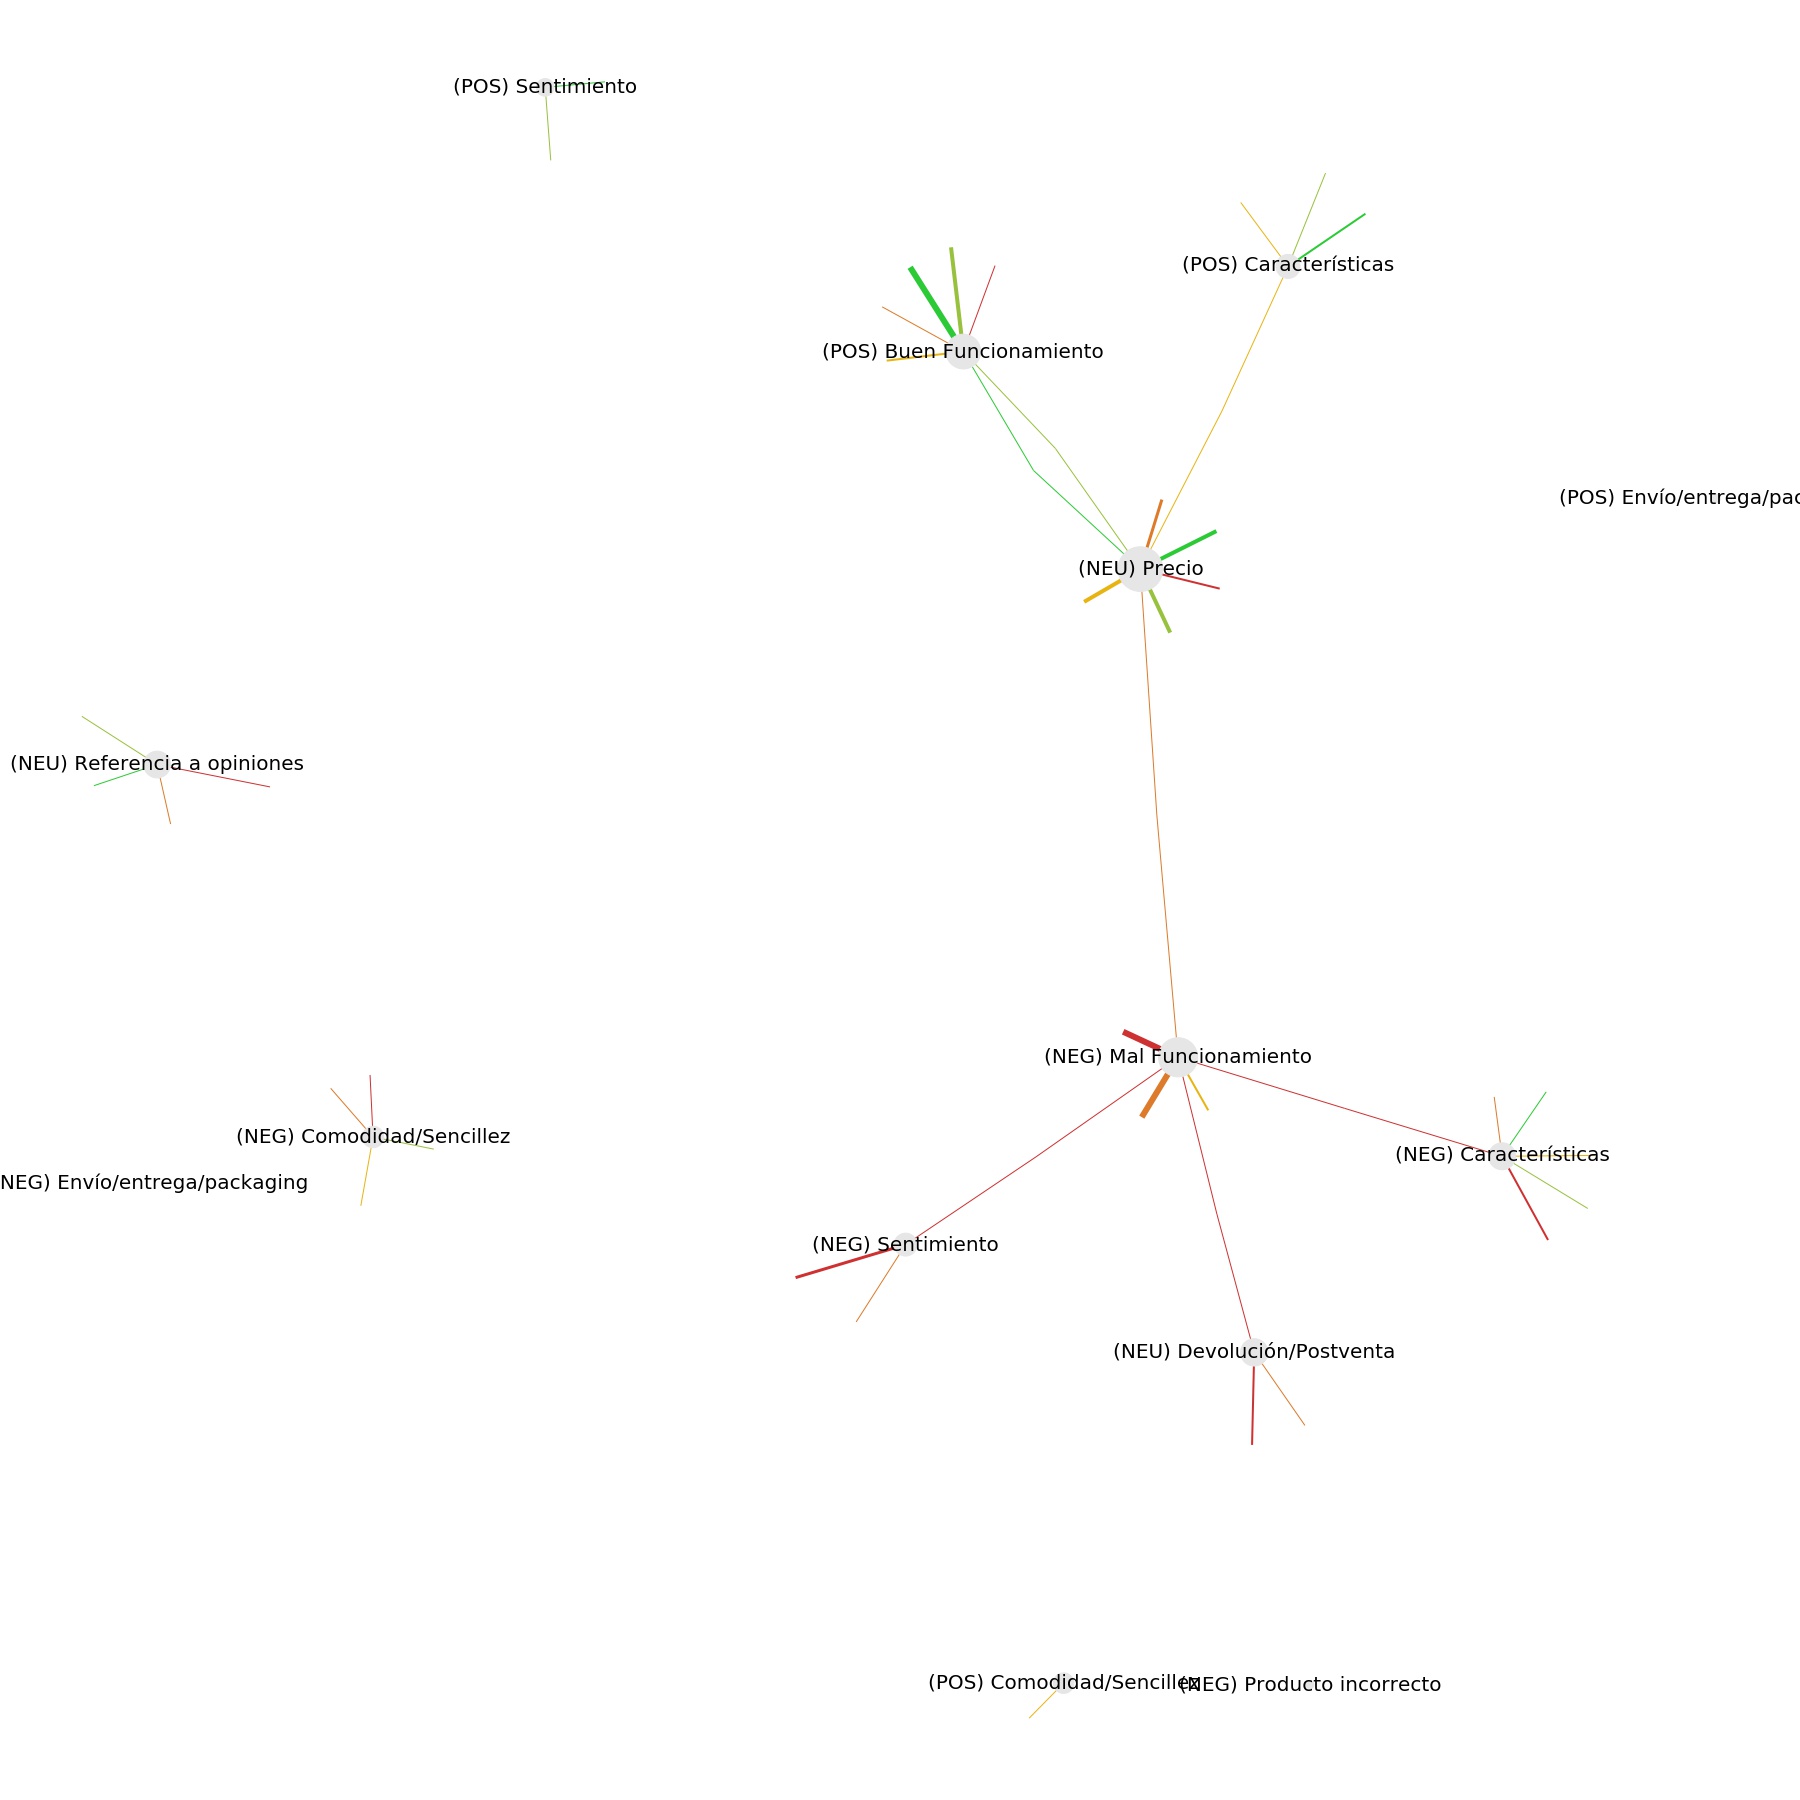 (POS) Sentimiento
(POS) Características
(POS) Buen Funcionamiento
(POS) Envío/entrega/pac
(NEU) Precio
(NEU) Referencia a opiniones
(NEG) Mal Funcionamiento
(NEG) Comodidad/Sencillez
(NEG) Características
NEG) Envío/entrega/packaging
(NEG) Sentimiento
(NEU) Devolución/Postventa
(POS) Comodidad/Sencillez
(NEG) Producto incorrecto